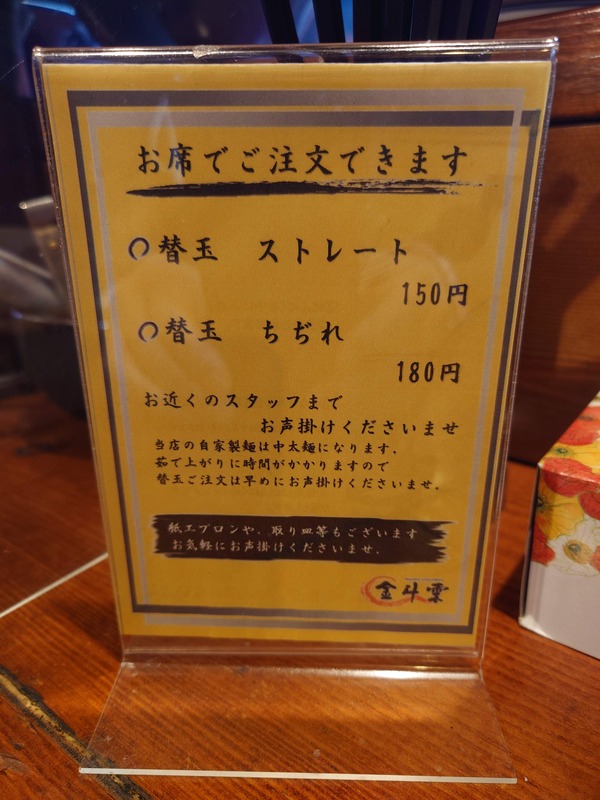 お席でご注文できます
替玉 ストレート
150円
替玉 ちぢれ
180円
お近くのスタッフまで
お声掛けくださいませ
当店の自家製麺は中太麺になります。
茹で上がりに時間がかかりますので
替玉ご注文は早めにお声掛けくださいませ。
紙エプロンや、取り皿等もございます
お気軽にお声掛けくださいませ。
金斗雲